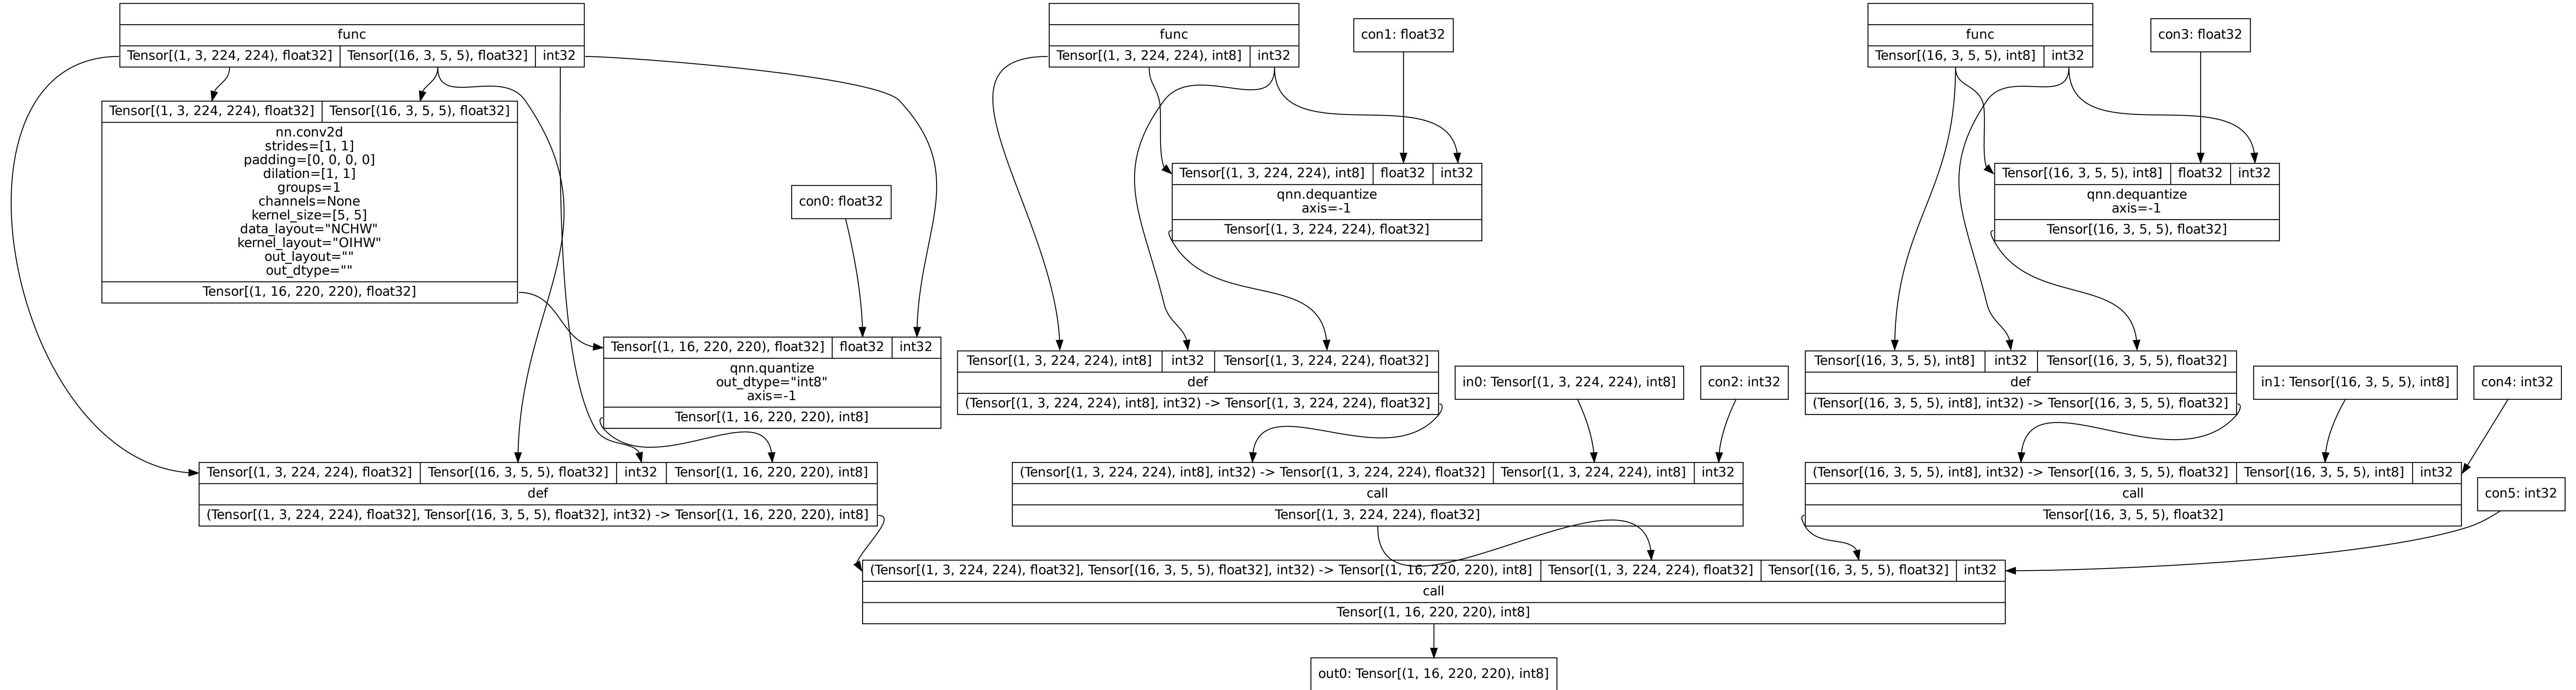 func
Tensor[(1, 3, 224, 224), float32] Tensor[(16, 3, 5, 5), float32] int32
Tensor[(1, 3, 224, 224), float32] Tensor[(16, 3, 5, 5), float32]
nn.conv2d
strides=[1, 1]
padding=[0, 0, 0, 0]
dilation=[1, 1]
groups=1
channels=None
kernel_size=[5, 5]
data_layout="NCHW"
kernel_layout="OIHW"
out_layout=""
out_dtype=""
Tensor[(1, 16, 220, 220), float32]
con0: float32
Tensor[(1, 16, 220, 220), float32] float32 int32
qnn.quantize
out_dtype="int8"
axis=-1
Tensor[(1, 16, 220, 220), int8]
Tensor[(1, 3, 224, 224), float32] Tensor[(16, 3, 5, 5), float32] int32 Tensor[(1, 16, 220, 220), int8]
def
(Tensor[(1, 3, 224, 224), float32], Tensor[(16, 3, 5, 5), float32], int32) -> Tensor[(1, 16, 220, 220), int8]
func
Tensor[(1, 3, 224, 224), int8] int32
con1: float32
Tensor[(1, 3, 224, 224), int8] float32 int32
qnn.dequantize
axis=-1
Tensor[(1, 3, 224, 224), float32]
Tensor[(1, 3, 224, 224), int8] int32 Tensor[(1, 3, 224, 224), float32]
def
(Tensor[(1, 3, 224, 224), int8], int32) -> Tensor[(1, 3, 224, 224), float32]
in0: Tensor[(1, 3, 224, 224), int8]
con2: int32
(Tensor[(1, 3, 224, 224), int8], int32) -> Tensor[(1, 3, 224, 224), float32] Tensor[(1, 3, 224, 224), int8] int32
call
Tensor[(1, 3, 224, 224), float32]
func
Tensor[(16, 3, 5, 5), int8] int32
con3: float32
Tensor[(16, 3, 5, 5), int8] float32 int32
qnn.dequantize
axis=-1
Tensor[(16, 3, 5, 5), float32]
Tensor[(16, 3, 5, 5), int8] int32 Tensor[(16, 3, 5, 5), float32]
def
(Tensor[(16, 3, 5, 5), int8], int32) -> Tensor[(16, 3, 5, 5), float32]
in1: Tensor[(16, 3, 5, 5), int8]
con4: int32
(Tensor[(16, 3, 5, 5), int8], int32) -> Tensor[(16, 3, 5, 5), float32] Tensor[(16, 3, 5, 5), int8] int32
call
Tensor[(16, 3, 5, 5), float32]
con5: int32
(Tensor[(1, 3, 224, 224), float32], Tensor[(16, 3, 5, 5), float32], int32) -> Tensor[(1, 16, 220, 220), int8] Tensor[(1, 3, 224, 224), float32] Tensor[(16, 3, 5, 5), float32] int32
call
Tensor[(1, 16, 220, 220), int8]
out0: Tensor[(1, 16, 220, 220), int8]